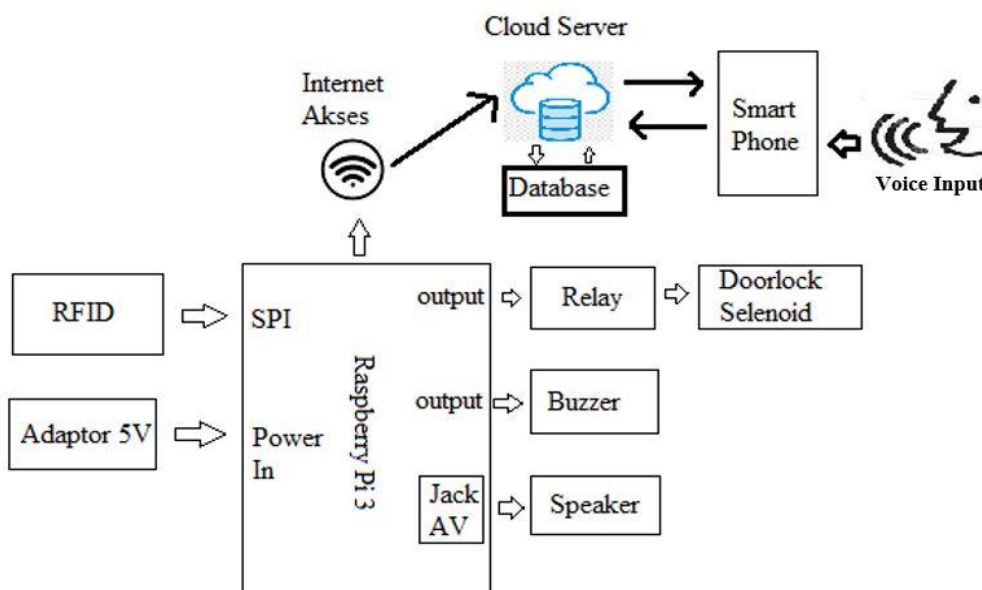 Cloud Server
Internet
Akses
Smart
Phone
Voice Input
Database
RFID
SPI
output
Relay
Doorlock
Selenoid
Raspberry Pi 3
Adaptor 5V
Power
In
output
Buzzer
Jack
AV
Speaker